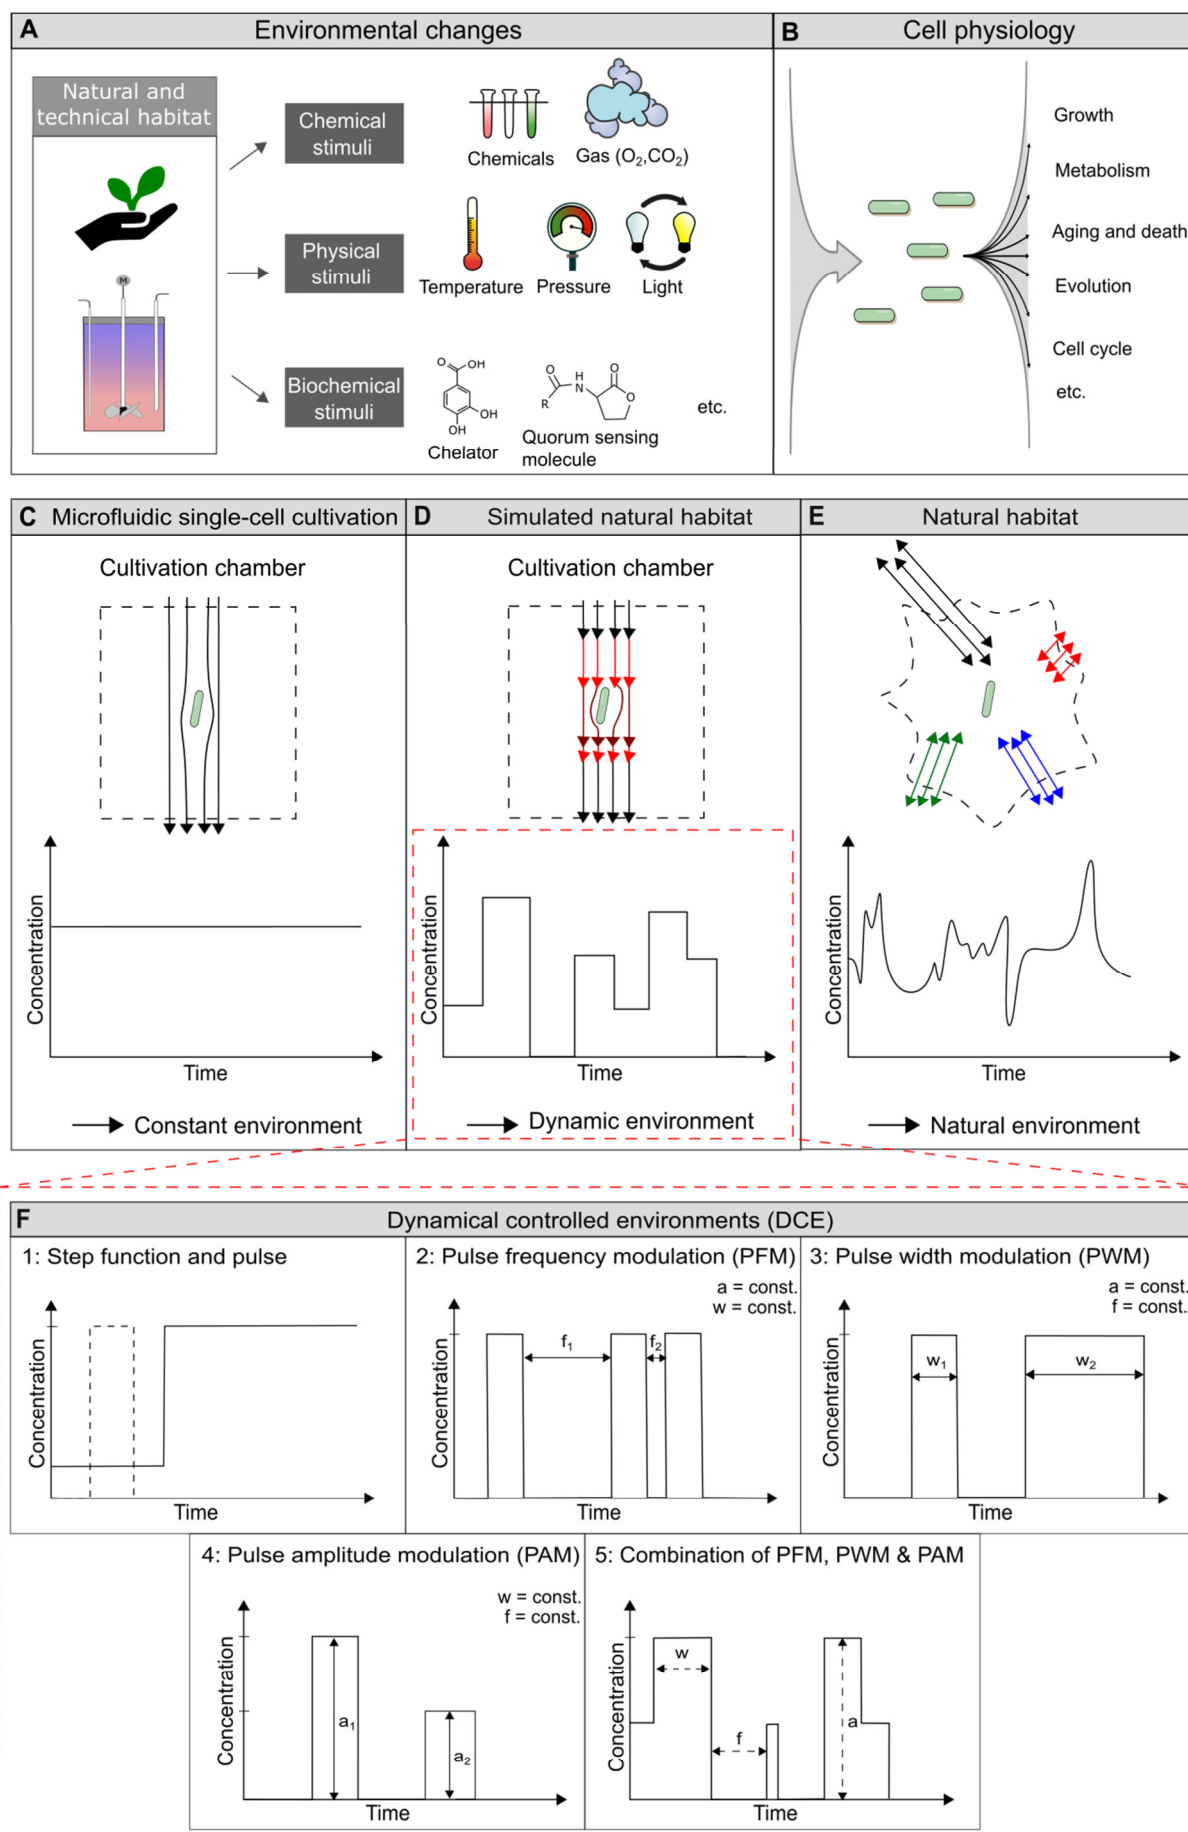 A Environmental changes
Natural and
technical habitat
M
Chemical
stimuli
Chemicals
Gas (O₂,CO₂)
Physical
stimuli
Temperature
Pressure
Light
Biochemical
stimuli
O
OH
OH
OH
Chelator
O
H
N
O
R
O
Quorum sensing
molecule
etc.
B Cell physiology
Growth
Metabolism
Aging and death
Evolution
Cell cycle
etc.
C Microfluidic single-cell cultivation
Cultivation chamber
Concentration
Time
Constant environment
D Simulated natural habitat
Cultivation chamber
Concentration
Time
Dynamic environment
E Natural habitat
Concentration
Time
Natural environment
F Dynamical controlled environments (DCE)
1: Step function and pulse
Concentration
Time
2: Pulse frequency modulation (PFM)
a = const.
w = const.
f₁
f₂
Concentration
Time
3: Pulse width modulation (PWM)
a = const.
f = const.
w₁
w₂
Concentration
Time
4: Pulse amplitude modulation (PAM)
w = const.
f = const.
a₁
a₂
Concentration
Time
5: Combination of PFM, PWM & PAM
w
f
a
Concentration
Time